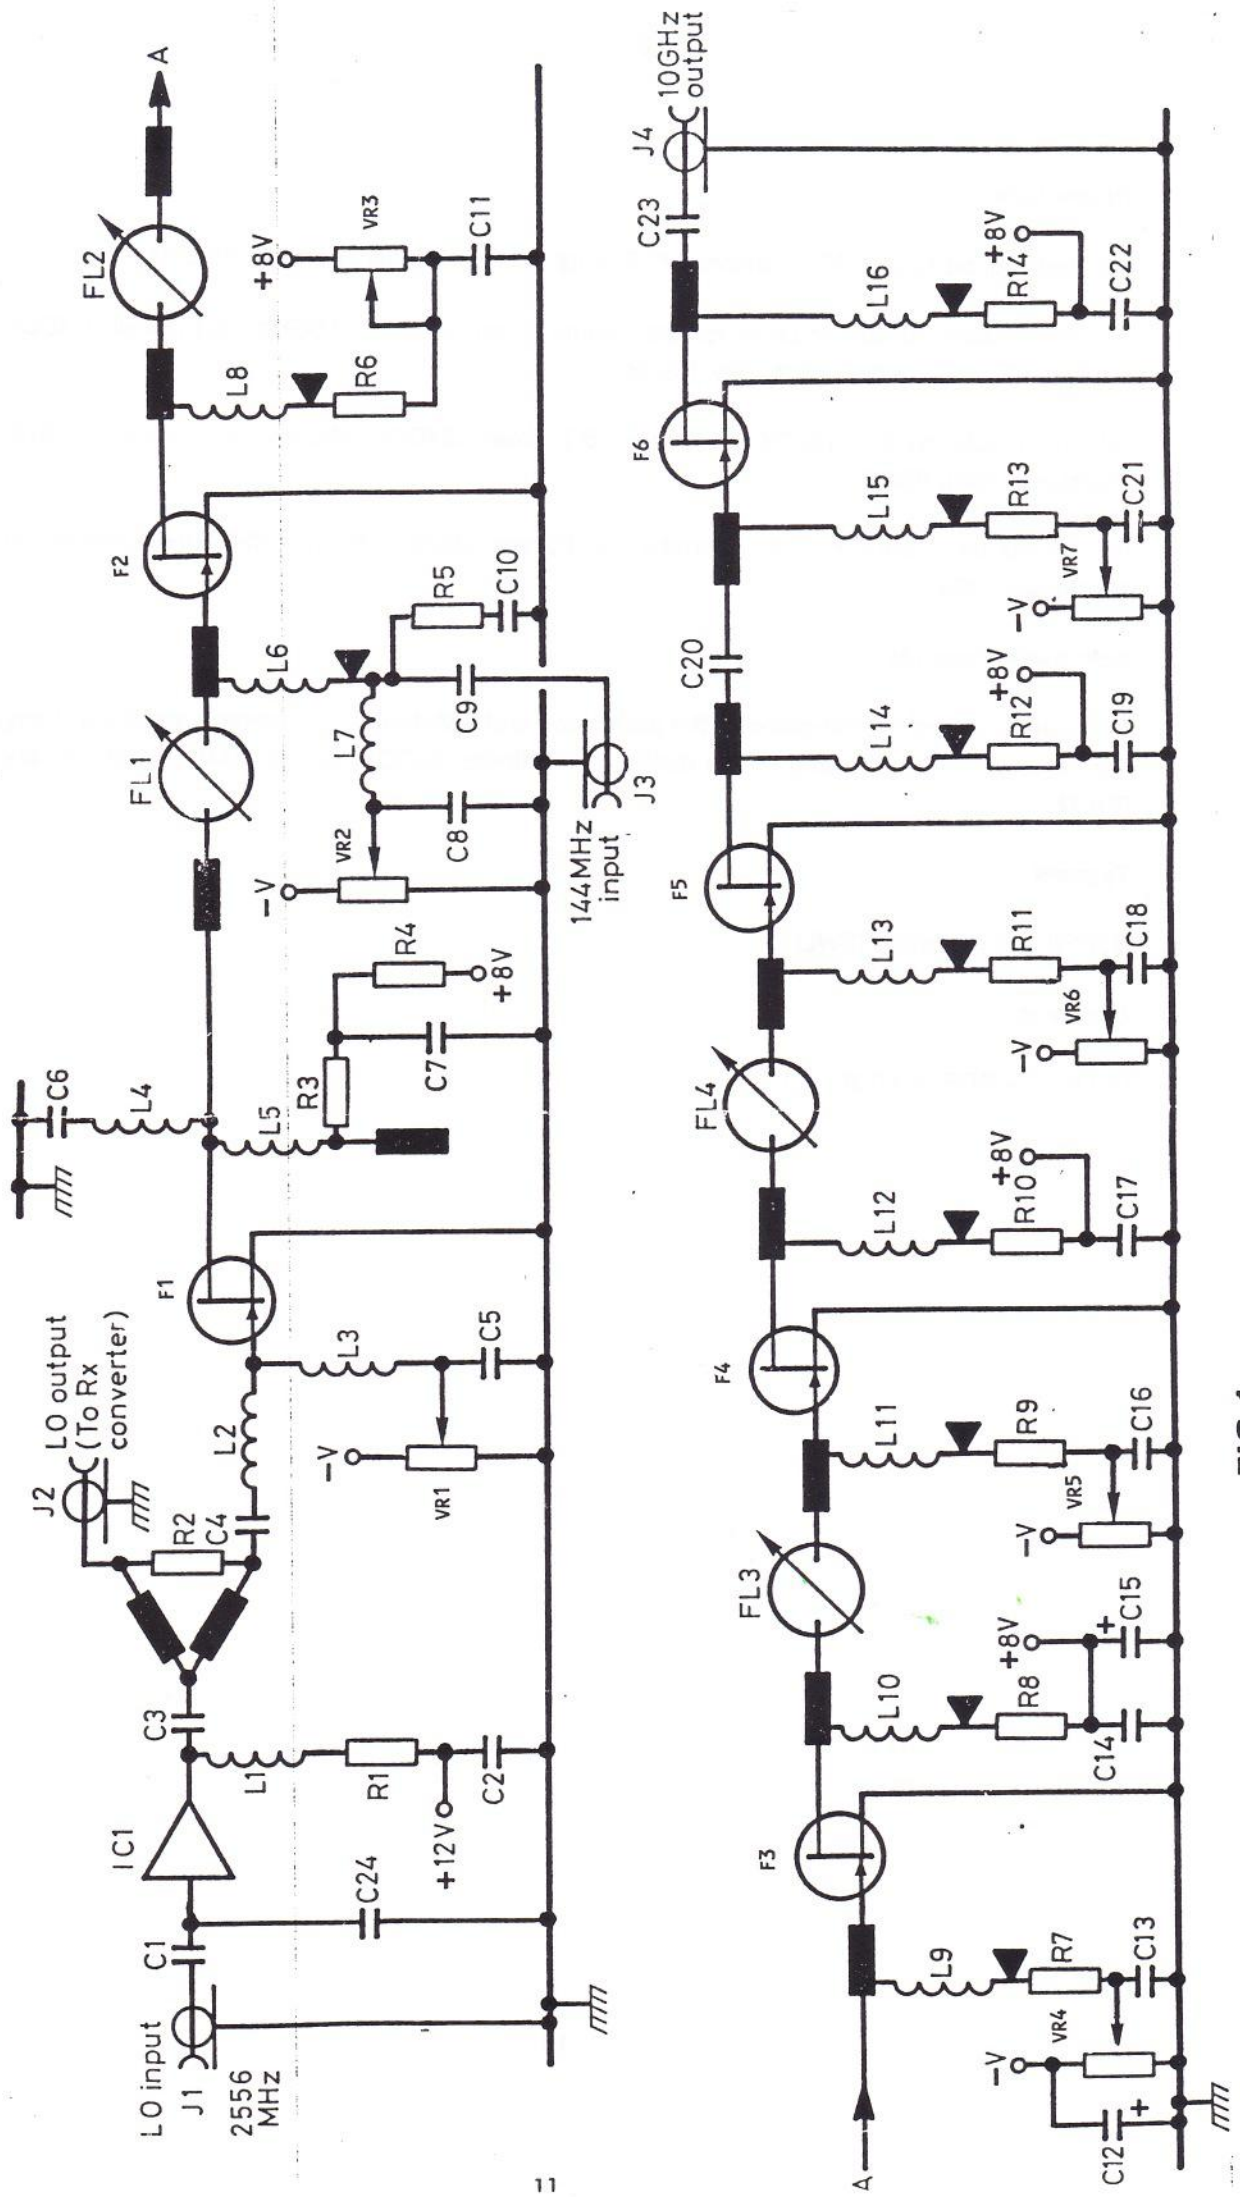 LO input
J1
2556
MHz
C1
IC1
C24
L1
R1
+12V
C2
C3
J2
LO output
(To Rx
converter)
R2
C4
L2
L3
-V
VR1
C5
F1
C6
L4
L5
R3
C7
R4
+8V
FL1
-V
VR2
L7
C8
L6
C9
R5
C10
144MHz
input
J3
F2
L8
R6
FL2
+8V
VR3
C11
A
A
-V
C12
+
VR4
L9
R7
C13
F3
L10
R8
+8V
C14
+
C15
FL3
-V
VR5
L11
R9
C16
F4
L12
R10
+8V
C17
FL4
-V
VR6
L13
R11
C18
F5
L14
R12
+8V
C19
C20
-V
VR7
L15
R13
C21
F6
L16
R14
+8V
C22
C23
J4
10GHz
output
11